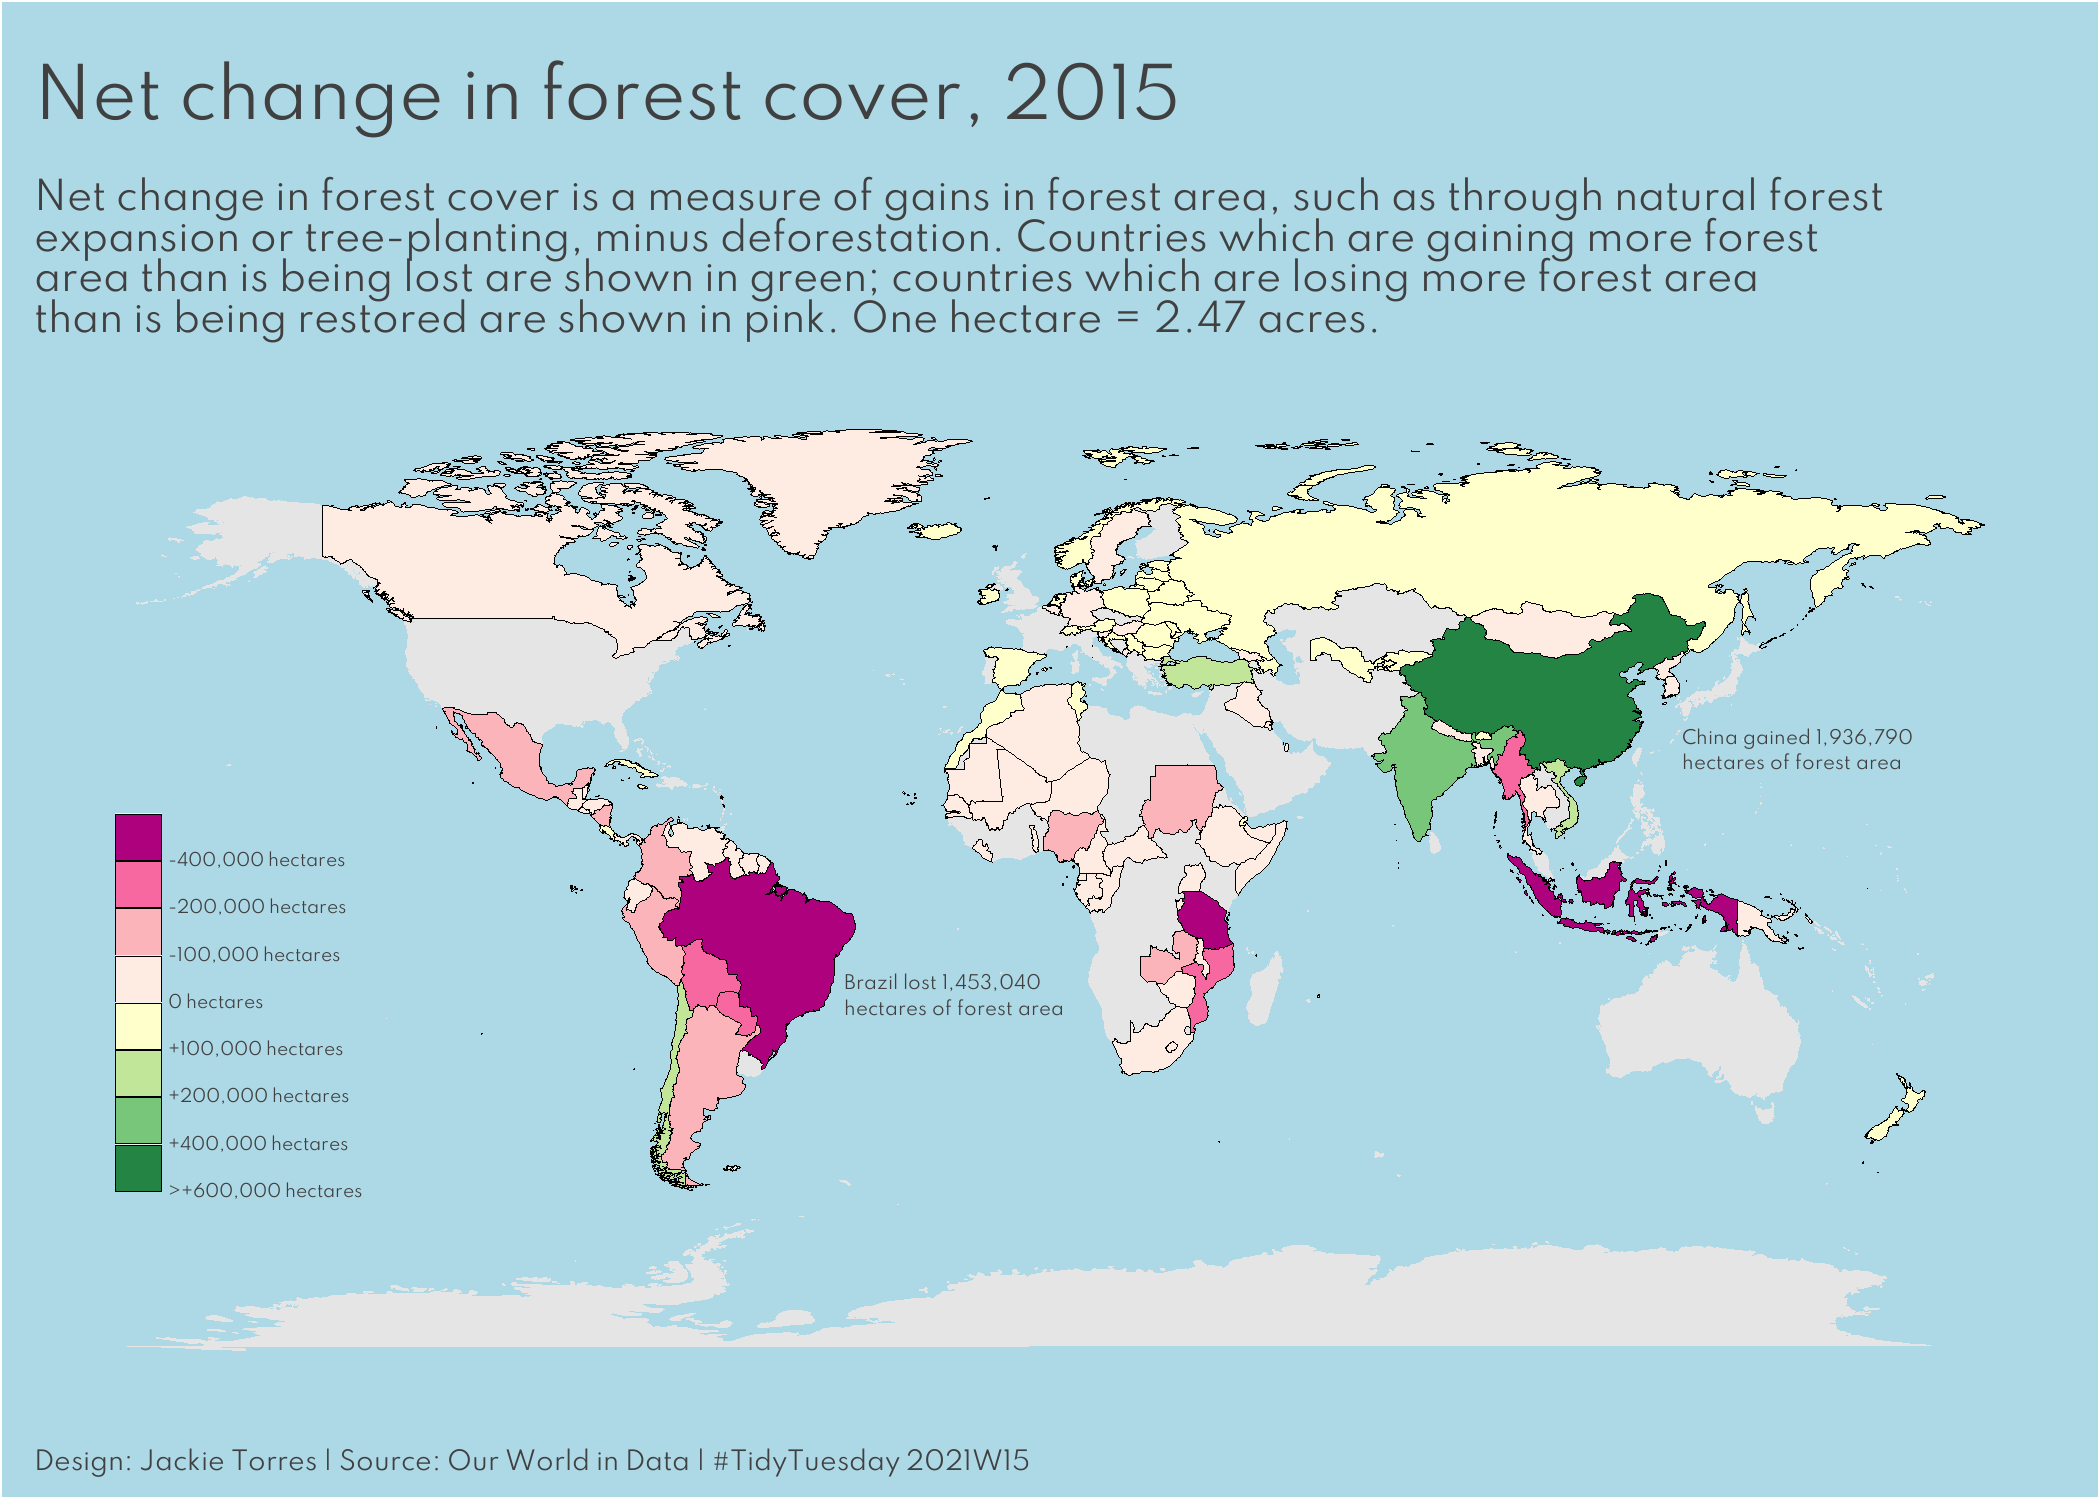 Net change in forest cover, 2015
Net change in forest cover is a measure of gains in forest area, such as through natural forest
expansion or tree-planting, minus deforestation. Countries which are gaining more forest
area than is being lost are shown in green; countries which are losing more forest area
than is being restored are shown in pink. One hectare = 2.47 acres.
China gained 1,936,790
hectares of forest area
-400,000 hectares
-200,000 hectares
-100,000 hectares
0 hectares
+100,000 hectares
+200,000 hectares
+400,000 hectares
>+600,000 hectares
Brazil lost 1,453,040
hectares of forest area
Design: Jackie Torres | Source: Our World in Data | #TidyTuesday 2021W15